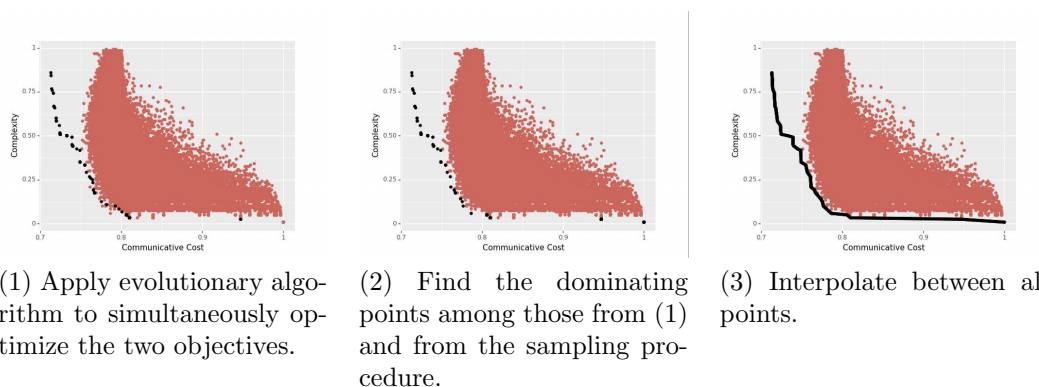 1
0.75
0.50
0.25
0
Complexity
0.7
0.8
0.9
1
Communicative Cost
1
0.75
0.50
0.25
0
Complexity
0.7
0.8
0.9
1
Communicative Cost
1
0.75
0.50
0.25
0
Complexity
0.7
0.8
0.9
1
Communicative Cost
(1) Apply evolutionary algo-
rithm to simultaneously op-
timize the two objectives.
(2) Find the dominating
points among those from (1)
and from the sampling pro-
cedure.
(3) Interpolate between al
points.